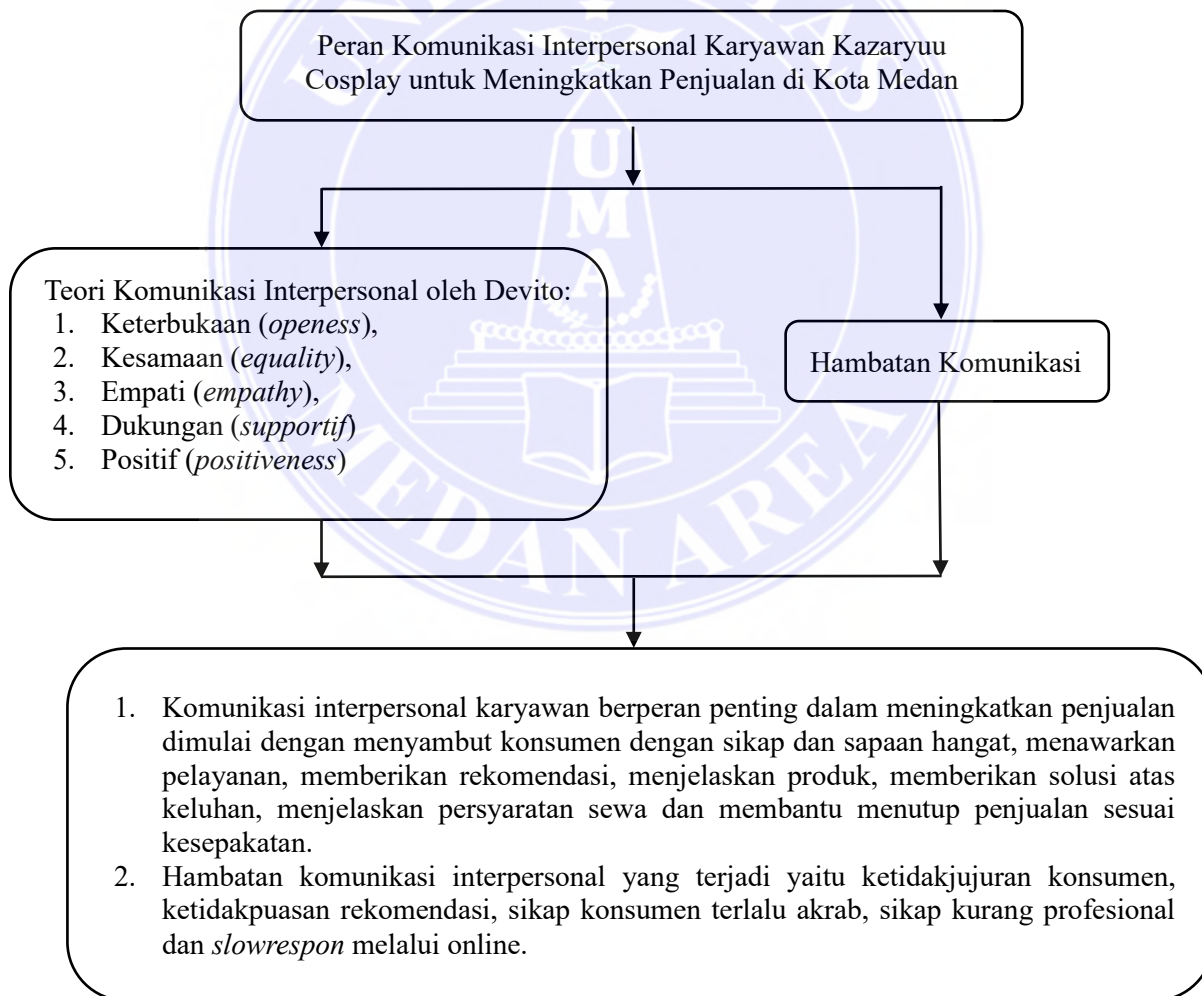 Peran Komunikasi Interpersonal Karyawan Kazaryuu
Cosplay untuk Meningkatkan Penjualan di Kota Medan
UNIVERSITAS
UMA
Teori Komunikasi Interpersonal oleh Devito:
1. Keterbukaan (openess),
2. Kesamaan (equality),
3. Empati (empathy),
4. Dukungan (supportif)
5. Positif (positiveness)
Hambatan Komunikasi
MEDAN AREA
1. Komunikasi interpersonal karyawan berperan penting dalam meningkatkan penjualan
dimulai dengan menyambut konsumen dengan sikap dan sapaan hangat, menawarkan
pelayanan, memberikan rekomendasi, menjelaskan produk, memberikan solusi atas
keluhan, menjelaskan persyaratan sewa dan membantu menutup penjualan sesuai
kesepakatan.
2. Hambatan komunikasi interpersonal yang terjadi yaitu ketidakjujuran konsumen,
ketidakpuasan rekomendasi, sikap konsumen terlalu akrab, sikap kurang profesional
dan slowrespon melalui online.